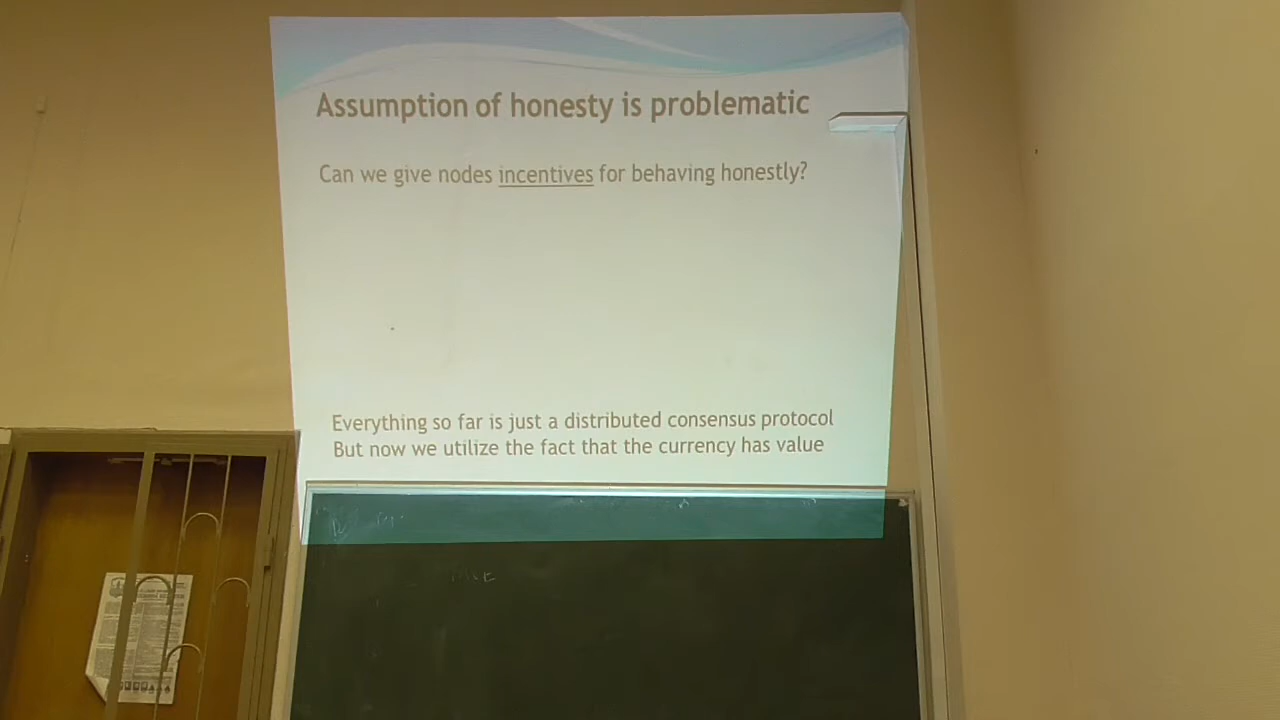 Assumption of honesty is problematic
Can we give nodes incentives for behaving honestly?
Everything so far is just a distributed consensus protocol
But now we utilize the fact that the currency has value